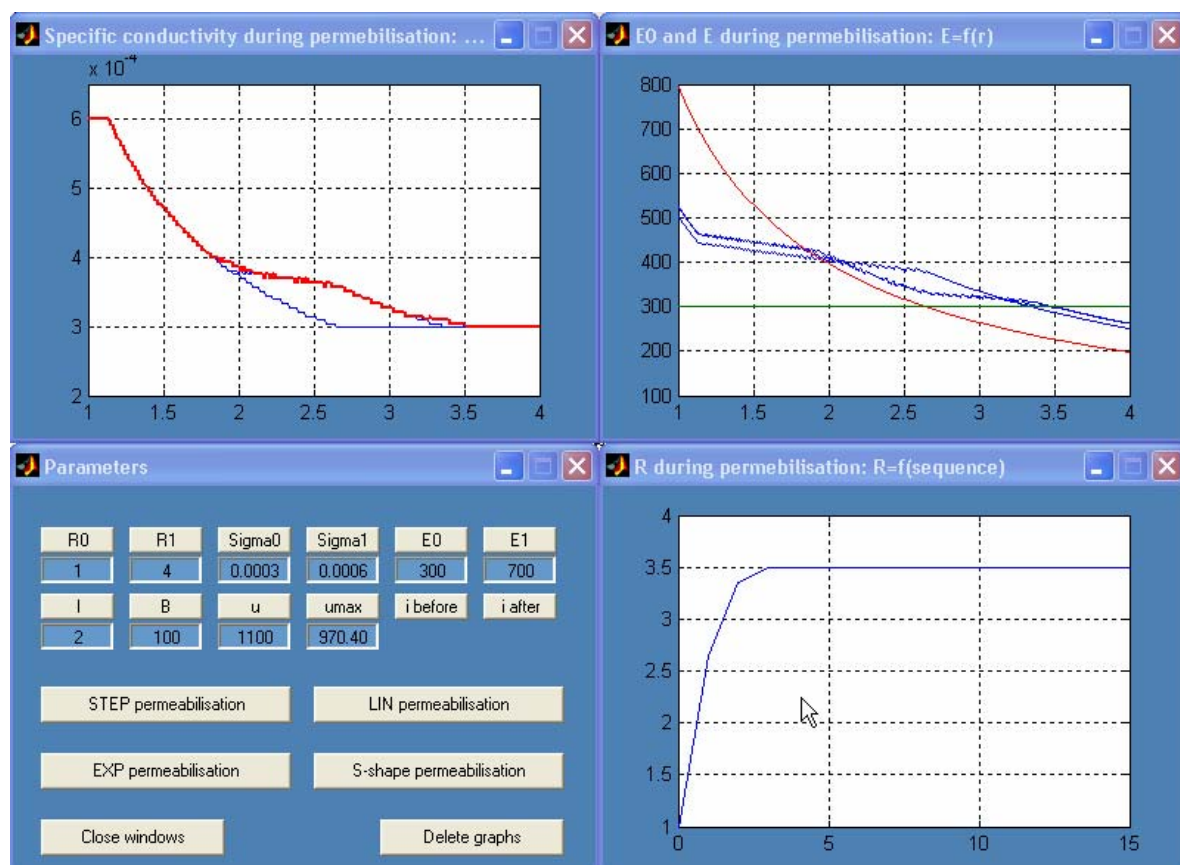 Specific conductivity during permebilisation: ...
x 10-4
6
5
4
3
2
1 1.5 2 2.5 3 3.5 4
E0 and E during permebilisation: E=f(r)
800
700
600
500
400
300
200
100
1 1.5 2 2.5 3 3.5 4
Parameters
R0 R1 Sigma0 Sigma1 E0 E1
1 4 0.0003 0.0006 300 700
I B u umax i before i after
2 100 1100 970.40
STEP permeabilisation LIN permeabilisation
EXP permeabilisation S-shape permeabilisation
Close windows Delete graphs
R during permebilisation: R=f(sequence)
4
3.5
3
2.5
2
1.5
1
0 5 10 15